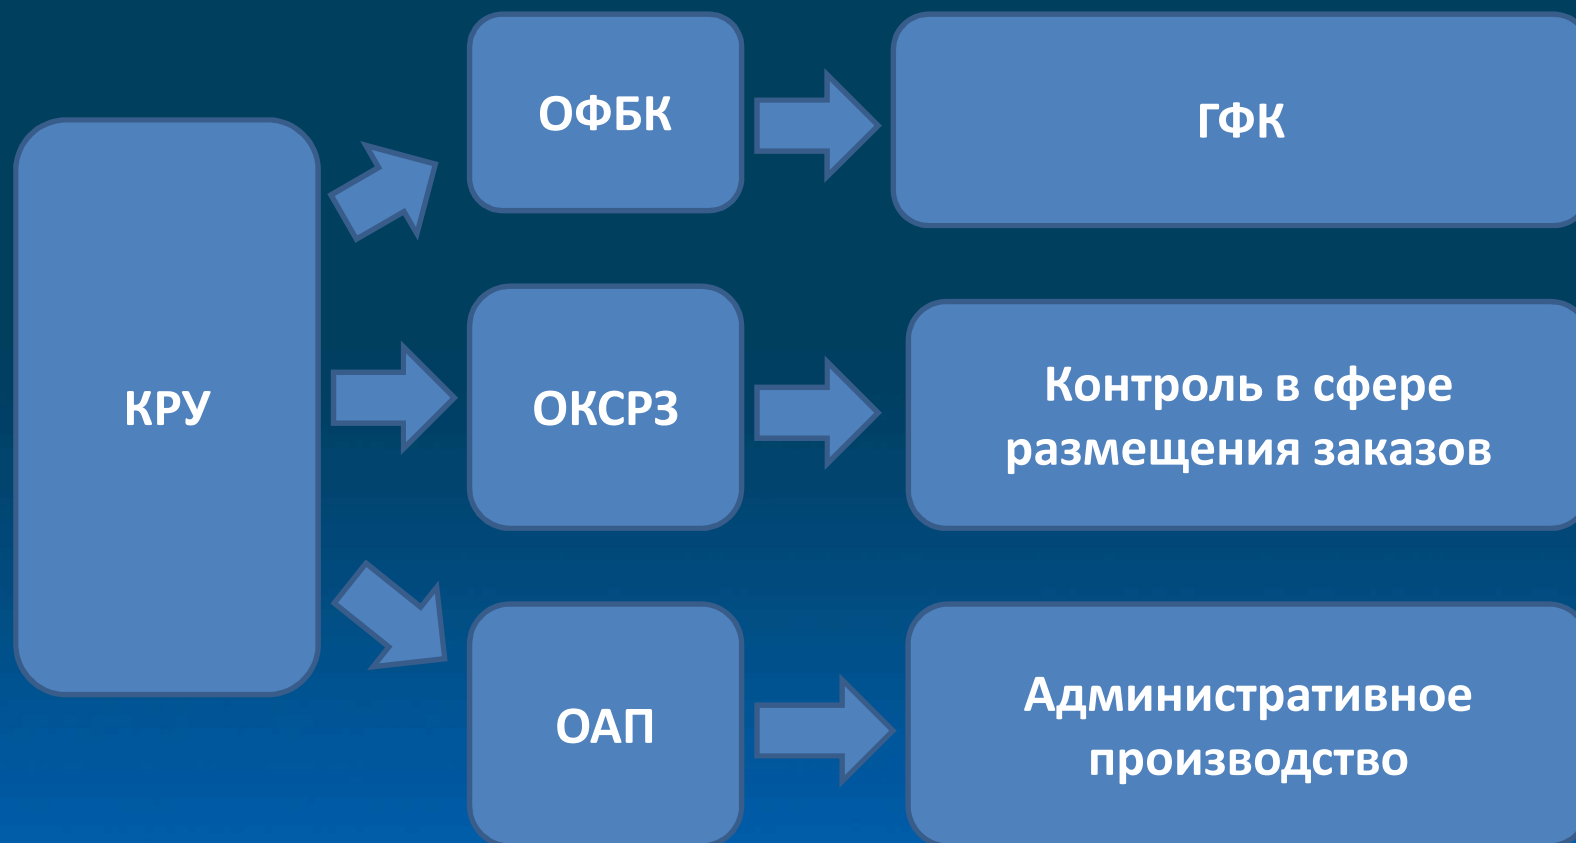 ОФБК
ГФК
КРУ
ОКСРЗ
Контроль в сфере
размещения заказов
ОАП
Административное
производство